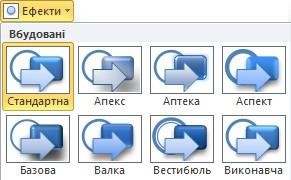 Ефекти
Вбудовані
Стандартна Апекс Аптека Аспект
Базова Валка Вестибюль Виконавча